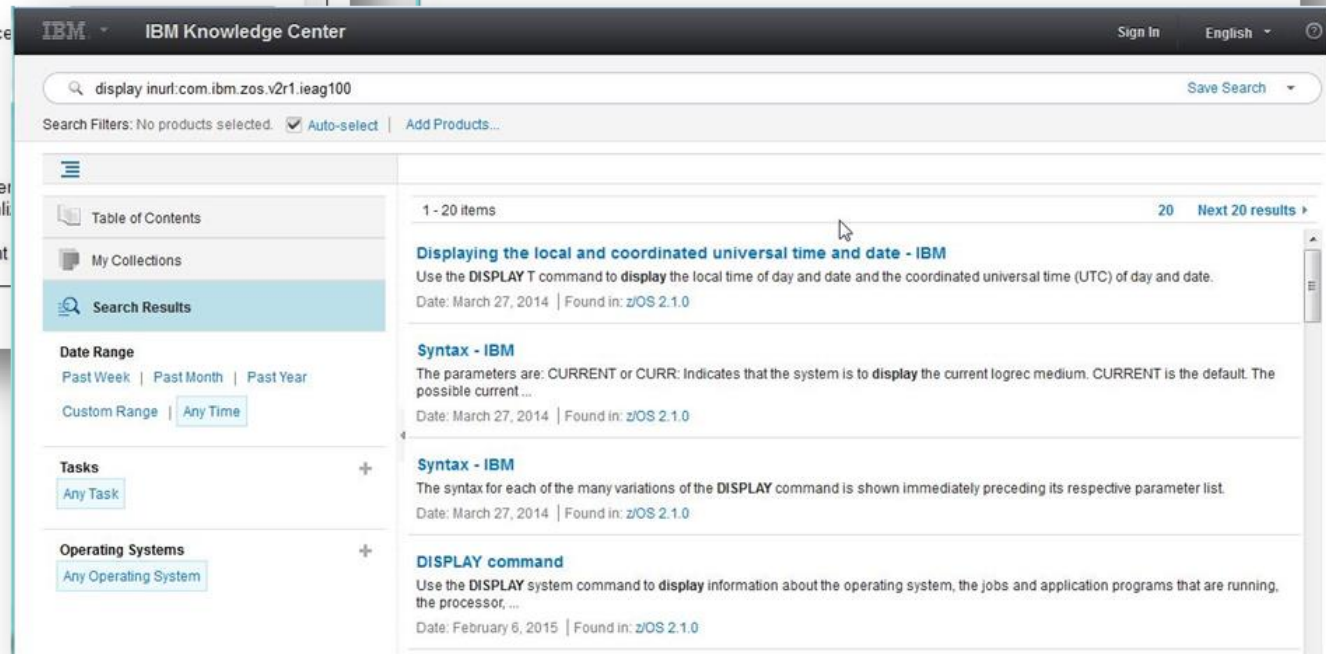 IBM
IBM Knowledge Center
Sign In
English
display inurl:com.ibm.zos.v2r1.ieag100
Save Search
Search Filters: No products selected. Auto-select | Add Products...
Table of Contents
My Collections
Search Results
Date Range
Past Week | Past Month | Past Year
Custom Range | Any Time
Tasks
Any Task
Operating Systems
Any Operating System
1 - 20 items
20 Next 20 results
Displaying the local and coordinated universal time and date - IBM
Use the DISPLAY T command to display the local time of day and date and the coordinated universal time (UTC) of day and date.
Date: March 27, 2014 | Found in: z/OS 2.1.0
Syntax - IBM
The parameters are: CURRENT or CURR: Indicates that the system is to display the current logrec medium. CURRENT is the default. The
possible current ...
Date: March 27, 2014 | Found in: z/OS 2.1.0
Syntax - IBM
The syntax for each of the many variations of the DISPLAY command is shown immediately preceding its respective parameter list.
Date: March 27, 2014 | Found in: z/OS 2.1.0
DISPLAY command
Use the DISPLAY system command to display information about the operating system, the jobs and application programs that are running,
the processor, ...
Date: February 6, 2015 | Found in: z/OS 2.1.0